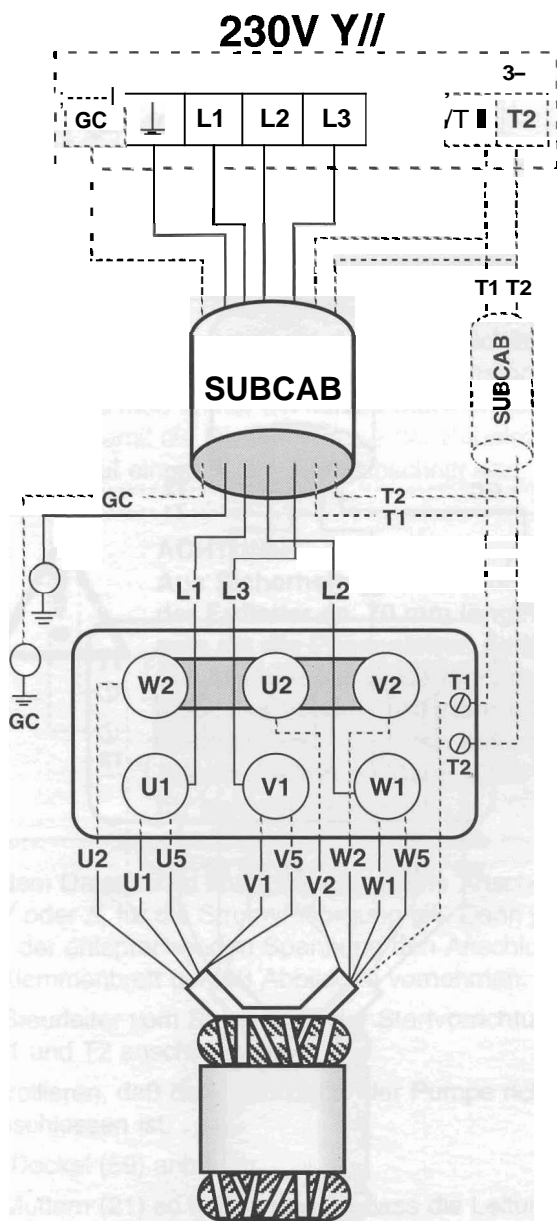 230V Y//
3~
GC L1 L2 L3 /T T2
T1 T2
SUBCAB
SUBCAB
GC
T2
T1
L1 L3 L2
W2 U2 V2
T1
GC
T2
U1 V1 W1
U2 U5 V5 W2 W5
U1 V1 V2 W1